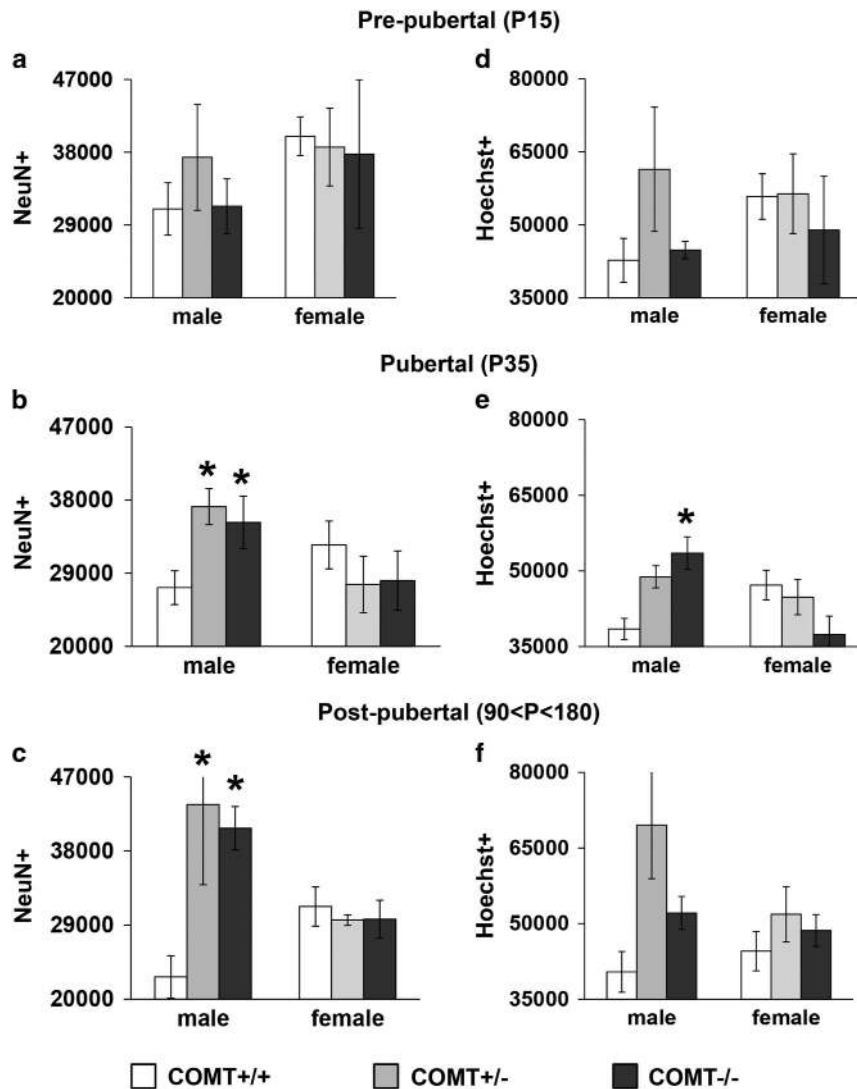 Pre-pubertal (P15)
a
NeuN+
47000
38000
29000
20000
male female
d
Hoechst+
80000
65000
50000
35000
male female
Pubertal (P35)
b
NeuN+
47000
38000
29000
20000
* *
male female
e
Hoechst+
80000
65000
50000
35000
*
male female
Post-pubertal (90<P<180)
c
NeuN+
47000
38000
29000
20000
* *
male female
f
Hoechst+
80000
65000
50000
35000
male female
COMT+/+ COMT+/- COMT-/-